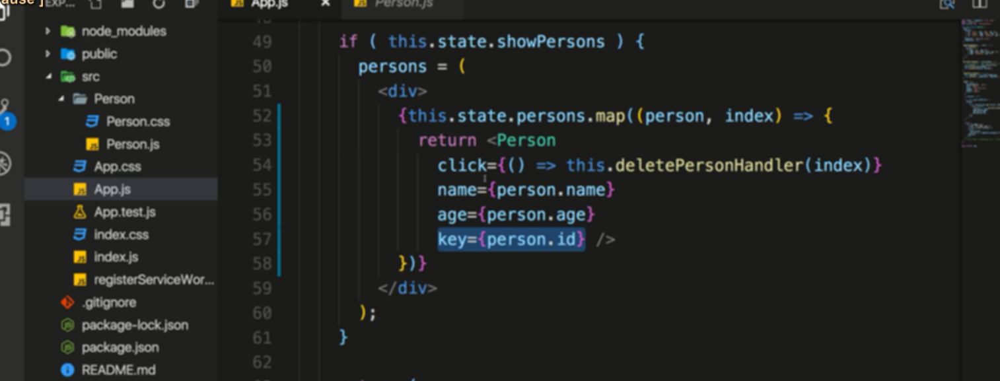 ause ]
EXP...
node_modules
public
src
Person
Person.css
Person.js
App.css
App.js
App.test.js
index.css
index.js
registerServiceWor...
.gitignore
package-lock.json
package.json
README.md
1
App.js ×
Person.js
49 if ( this.state.showPersons ) {
50 persons = (
51 <div>
52 {this.state.persons.map((person, index) => {
53 return <Person
54 click={() => this.deletePersonHandler(index)}
55 name={person.name}
56 age={person.age}
57 key={person.id} />
58 })}
59 </div>
60 );
61 }
62